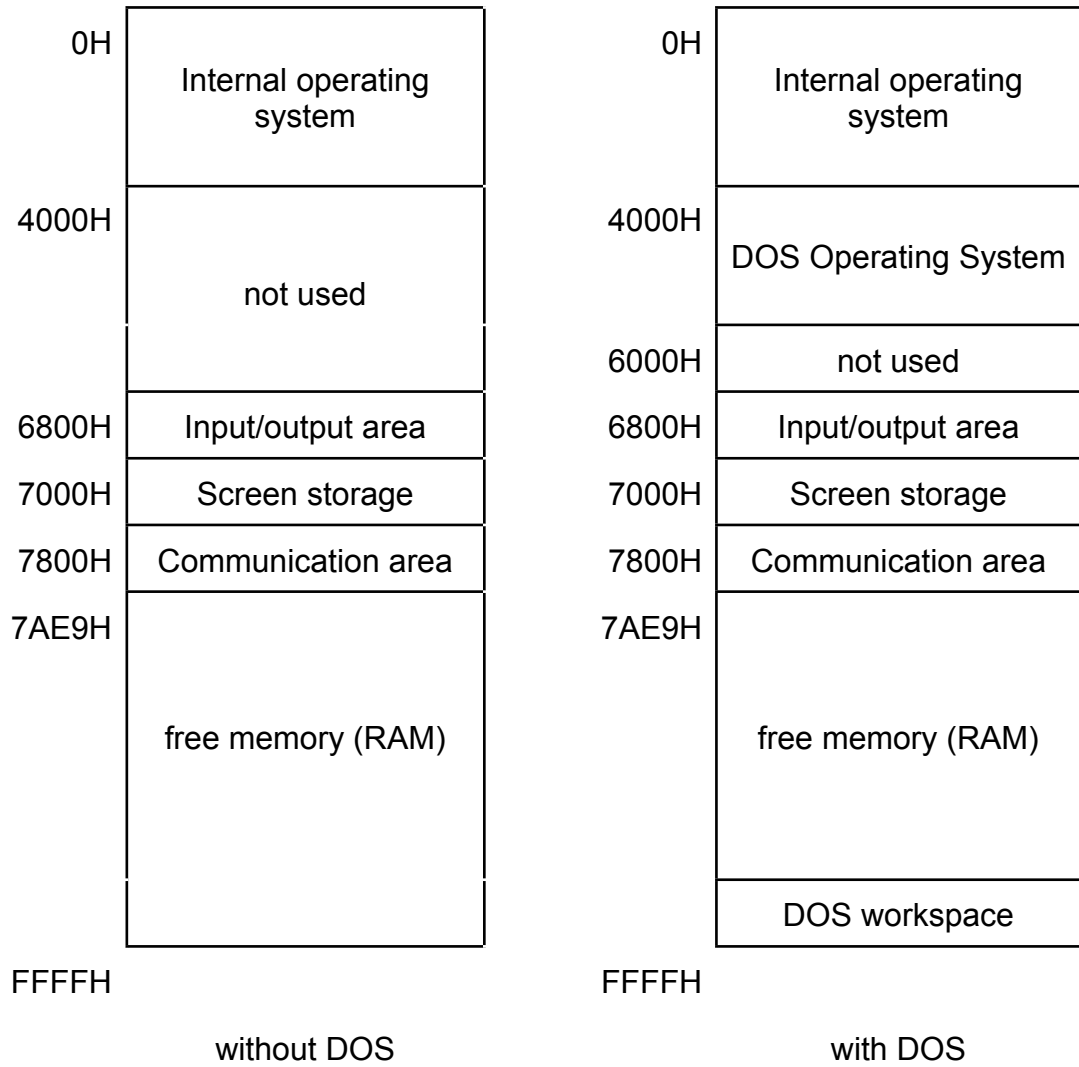 0H
Internal operating
system
4000H
not used
6800H
Input/output area
7000H
Screen storage
7800H
Communication area
7AE9H
free memory (RAM)
FFFFH
without DOS
0H
Internal operating
system
4000H
DOS Operating System
6000H
not used
6800H
Input/output area
7000H
Screen storage
7800H
Communication area
7AE9H
free memory (RAM)
DOS workspace
FFFFH
with DOS